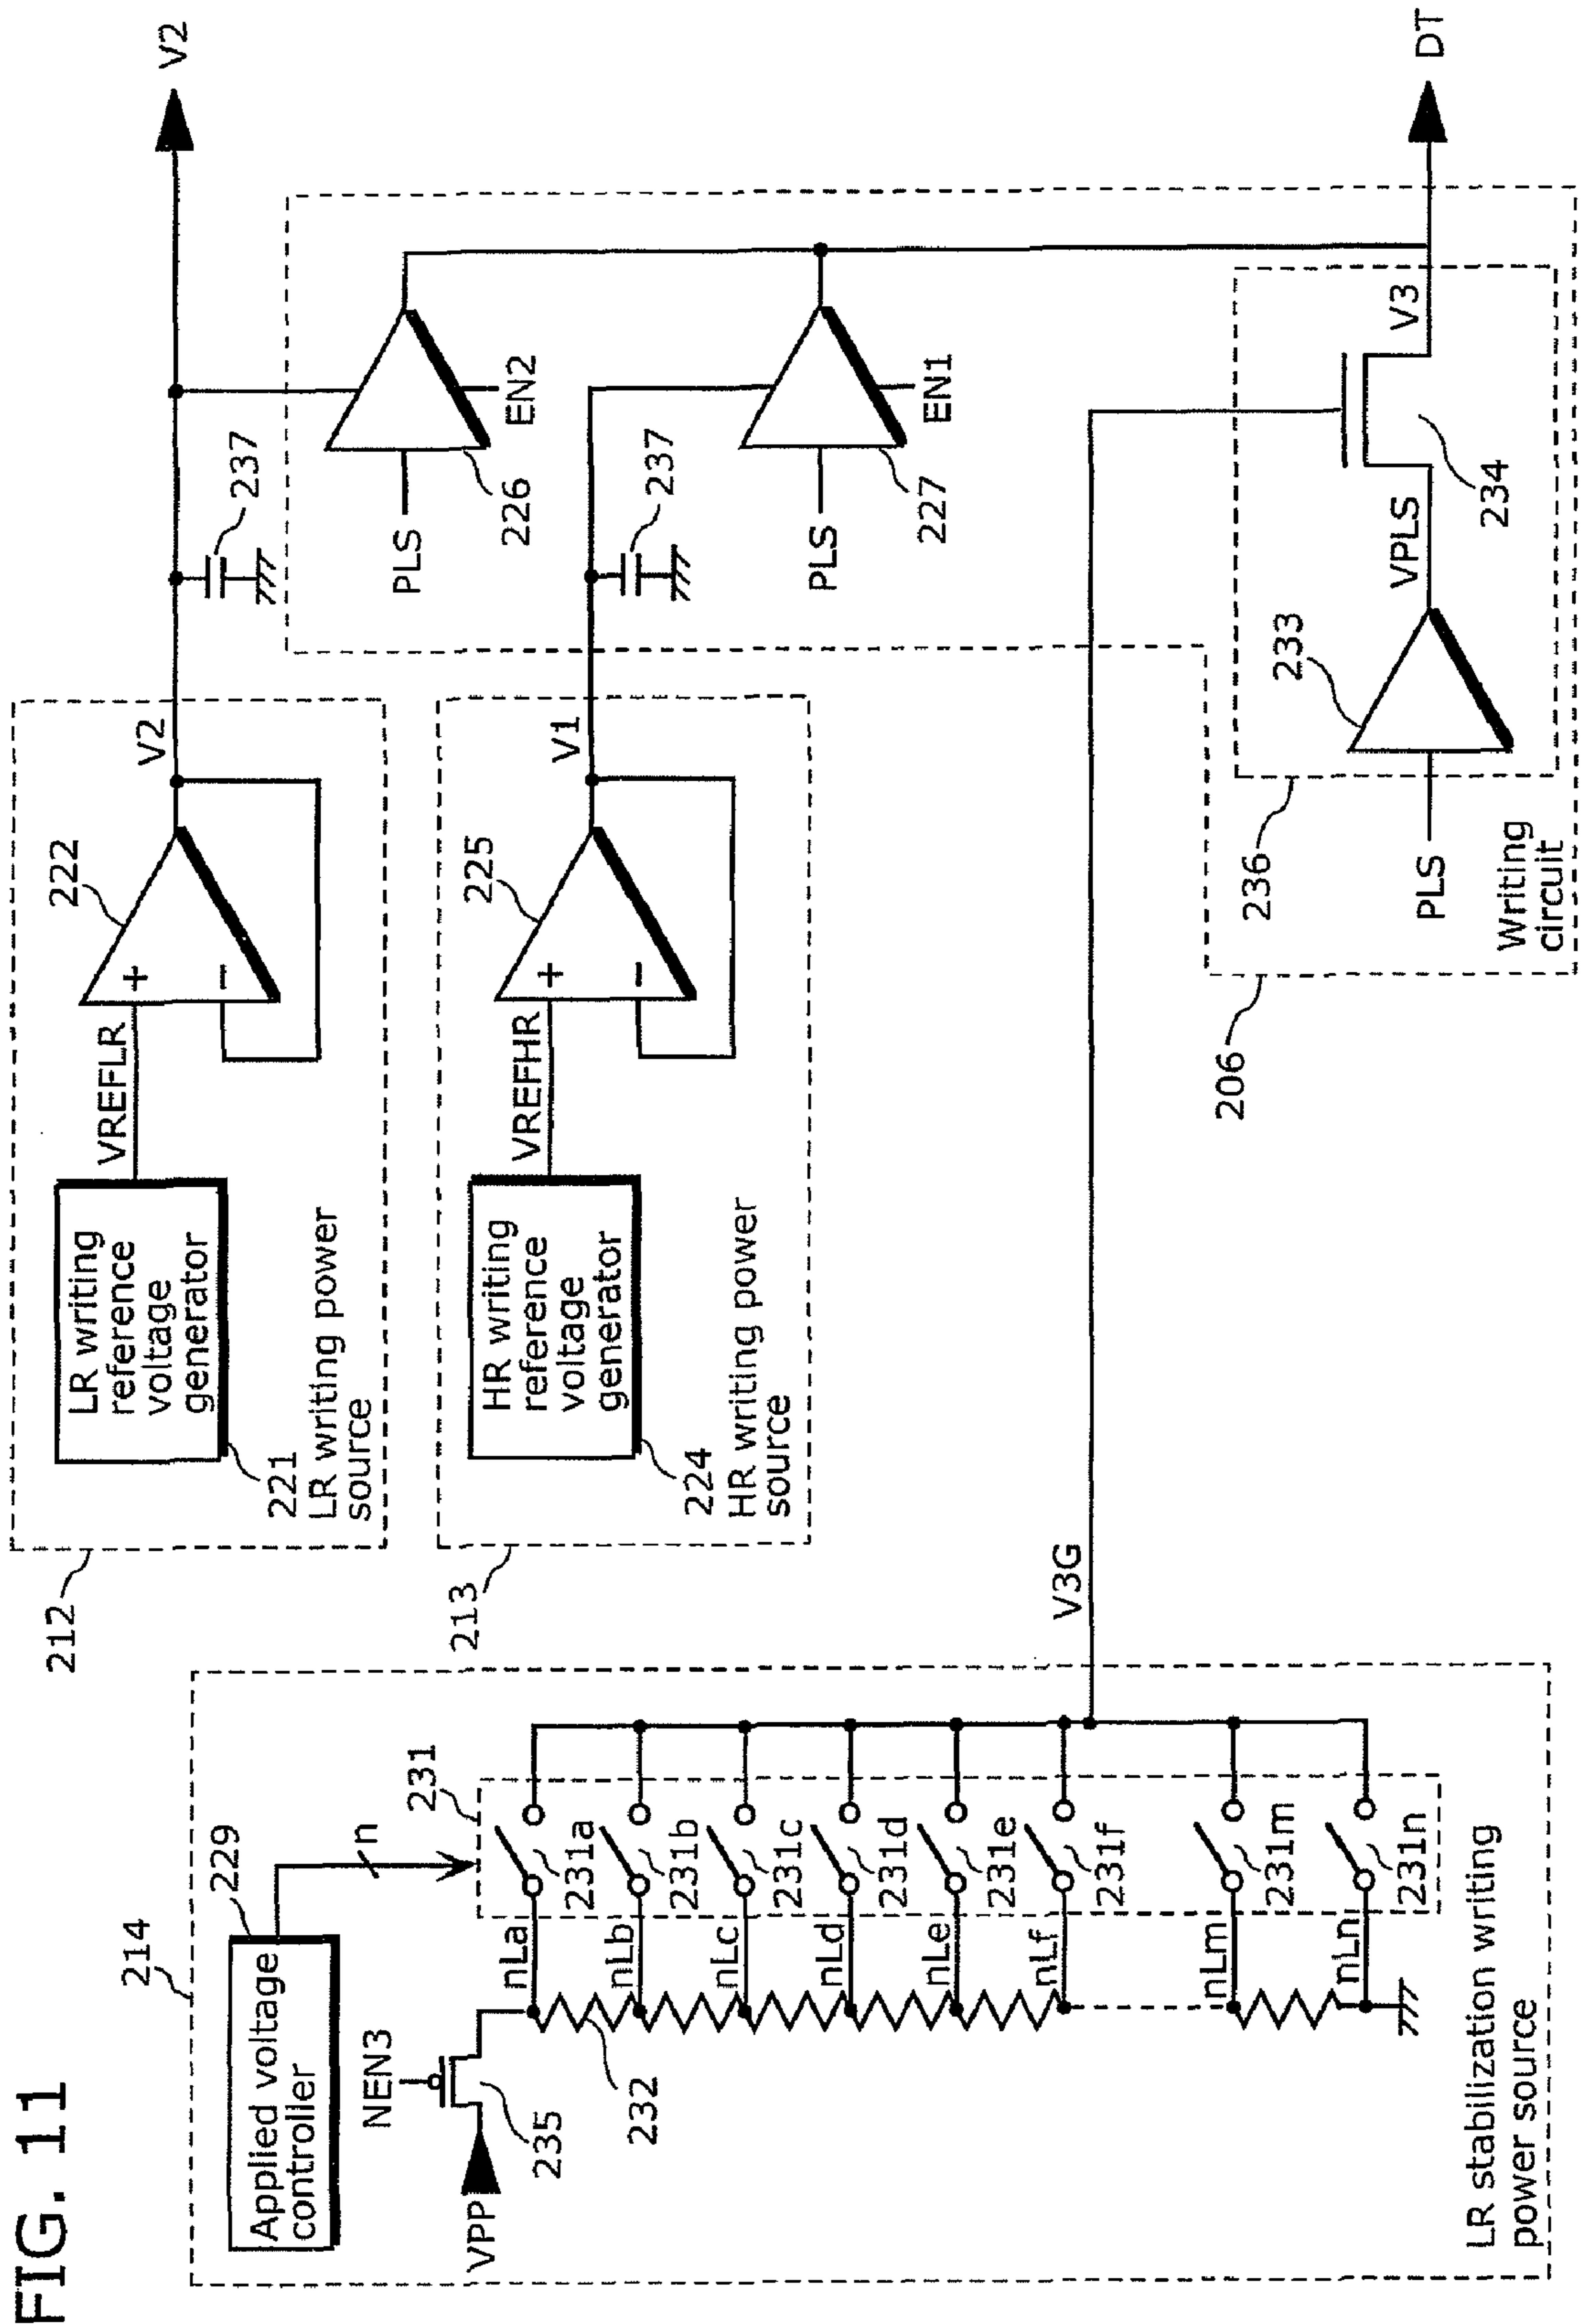 FIG. 11
214
Applied voltage
controller
229
n
231
NEN3
VPP
235
232
nLa
nLb
nLc
nLd
nLe
nLf
nLm
nLn
231a
231b
231c
231d
231e
231f
231m
231n
LR stabilization writing
power source
V3G
212
LR writing
reference
voltage
generator
221
LR writing power
source
VREFLR
+
−
222
V2
237
V2
213
HR writing
reference
voltage
generator
224
HR writing power
source
VREFHR
+
−
225
V1
237
PLS
226
EN2
PLS
227
EN1
206
Writing
circuit
236
PLS
233
VPLS
234
V3
DT